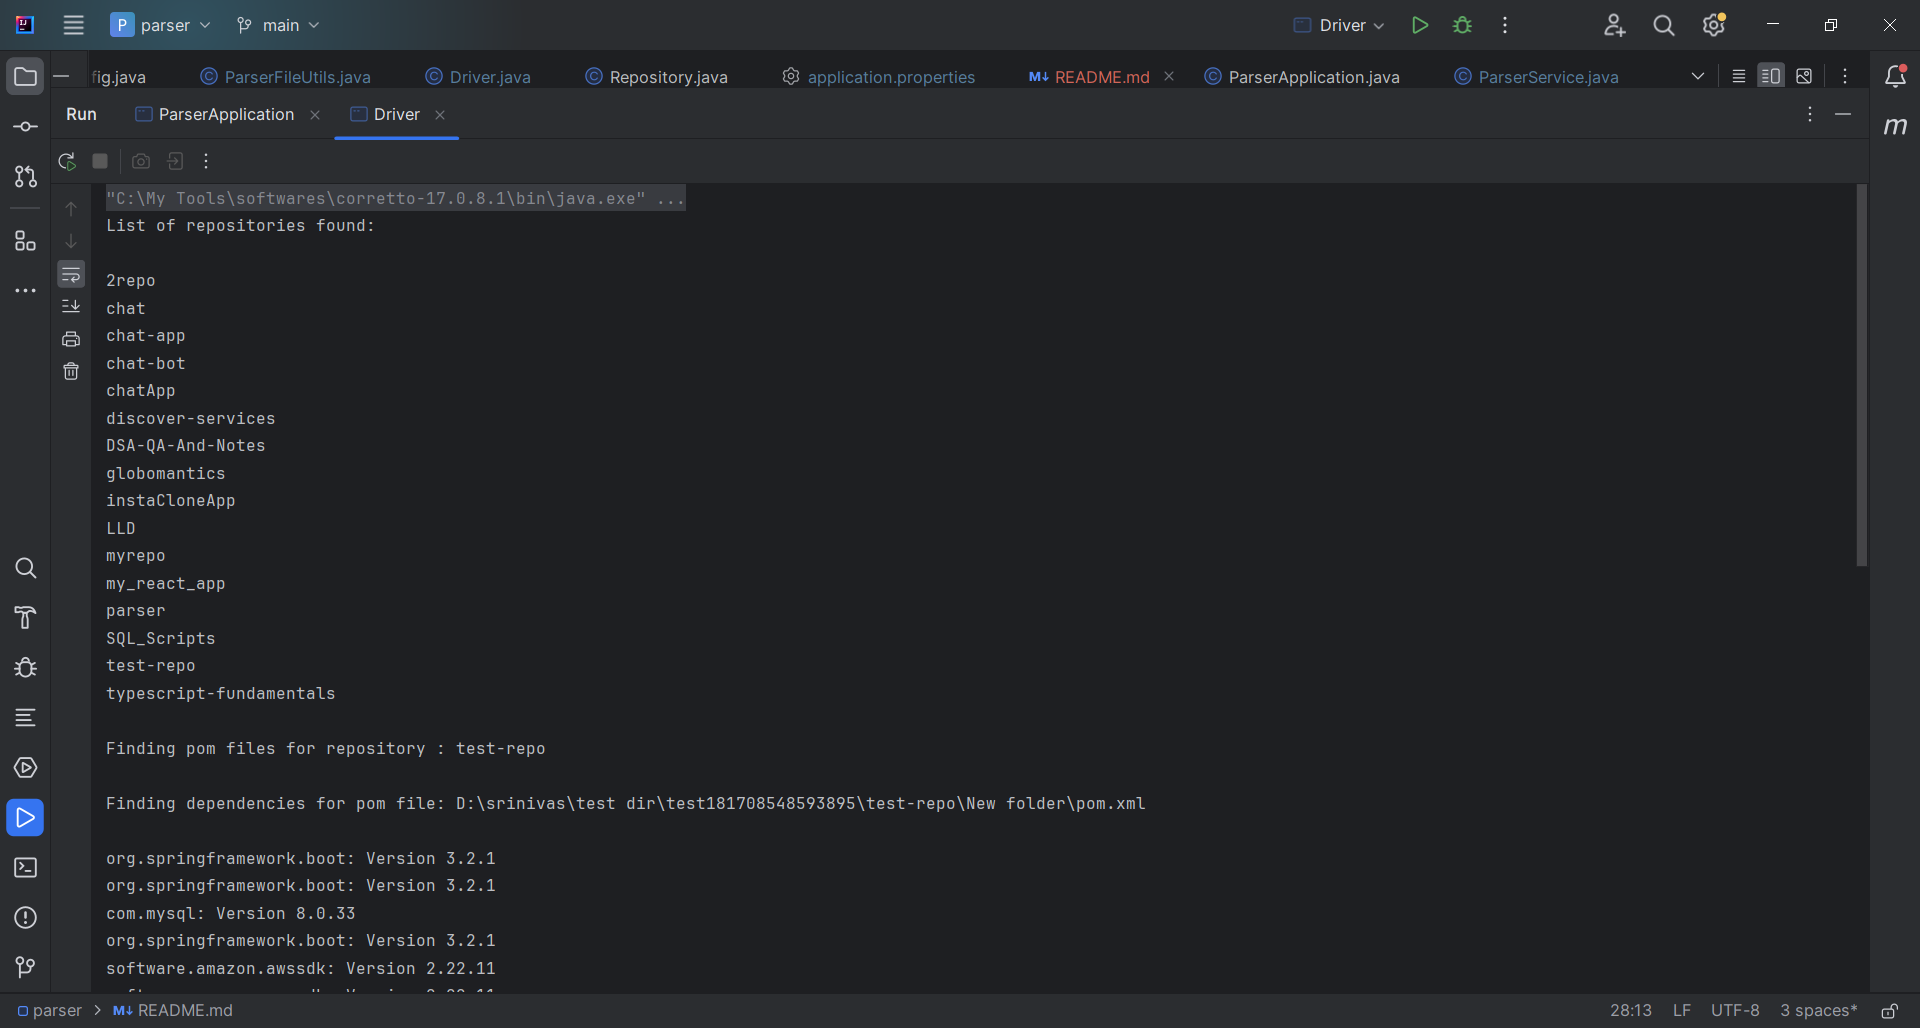 P parser main Driver
fig.java ParserFileUtils.java Driver.java Repository.java application.properties M↓ README.md ParserApplication.java ParserService.java
Run ParserApplication Driver
m
"C:\My Tools\softwares\corretto-17.0.8.1\bin\java.exe" ...
List of repositories found:
2repo
chat
chat-app
chat-bot
chatApp
discover-services
DSA-QA-And-Notes
globomantics
instaCloneApp
LLD
myrepo
my_react_app
parser
SQL_Scripts
test-repo
typescript-fundamentals
Finding pom files for repository : test-repo
Finding dependencies for pom file: D:\srinivas\test dir\test181708548593895\test-repo\New folder\pom.xml
org.springframework.boot: Version 3.2.1
org.springframework.boot: Version 3.2.1
com.mysql: Version 8.0.33
org.springframework.boot: Version 3.2.1
software.amazon.awssdk: Version 2.22.11
parser > M↓ README.md 28:13 LF UTF-8 3 spaces*